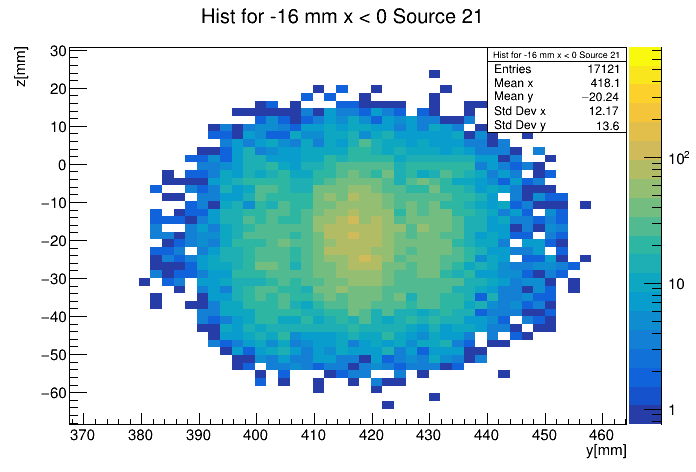 Hist for -16 mm x < 0 Source 21
z[mm]
30
20
10
0
−10
−20
−30
−40
−50
−60
370 380 390 400 410 420 430 440 450 460
y[mm]
Hist for -16 mm x < 0 Source 21
Entries 17121
Mean x 418.1
Mean y −20.24
Std Dev x 12.17
Std Dev y 13.6
10²
10
1